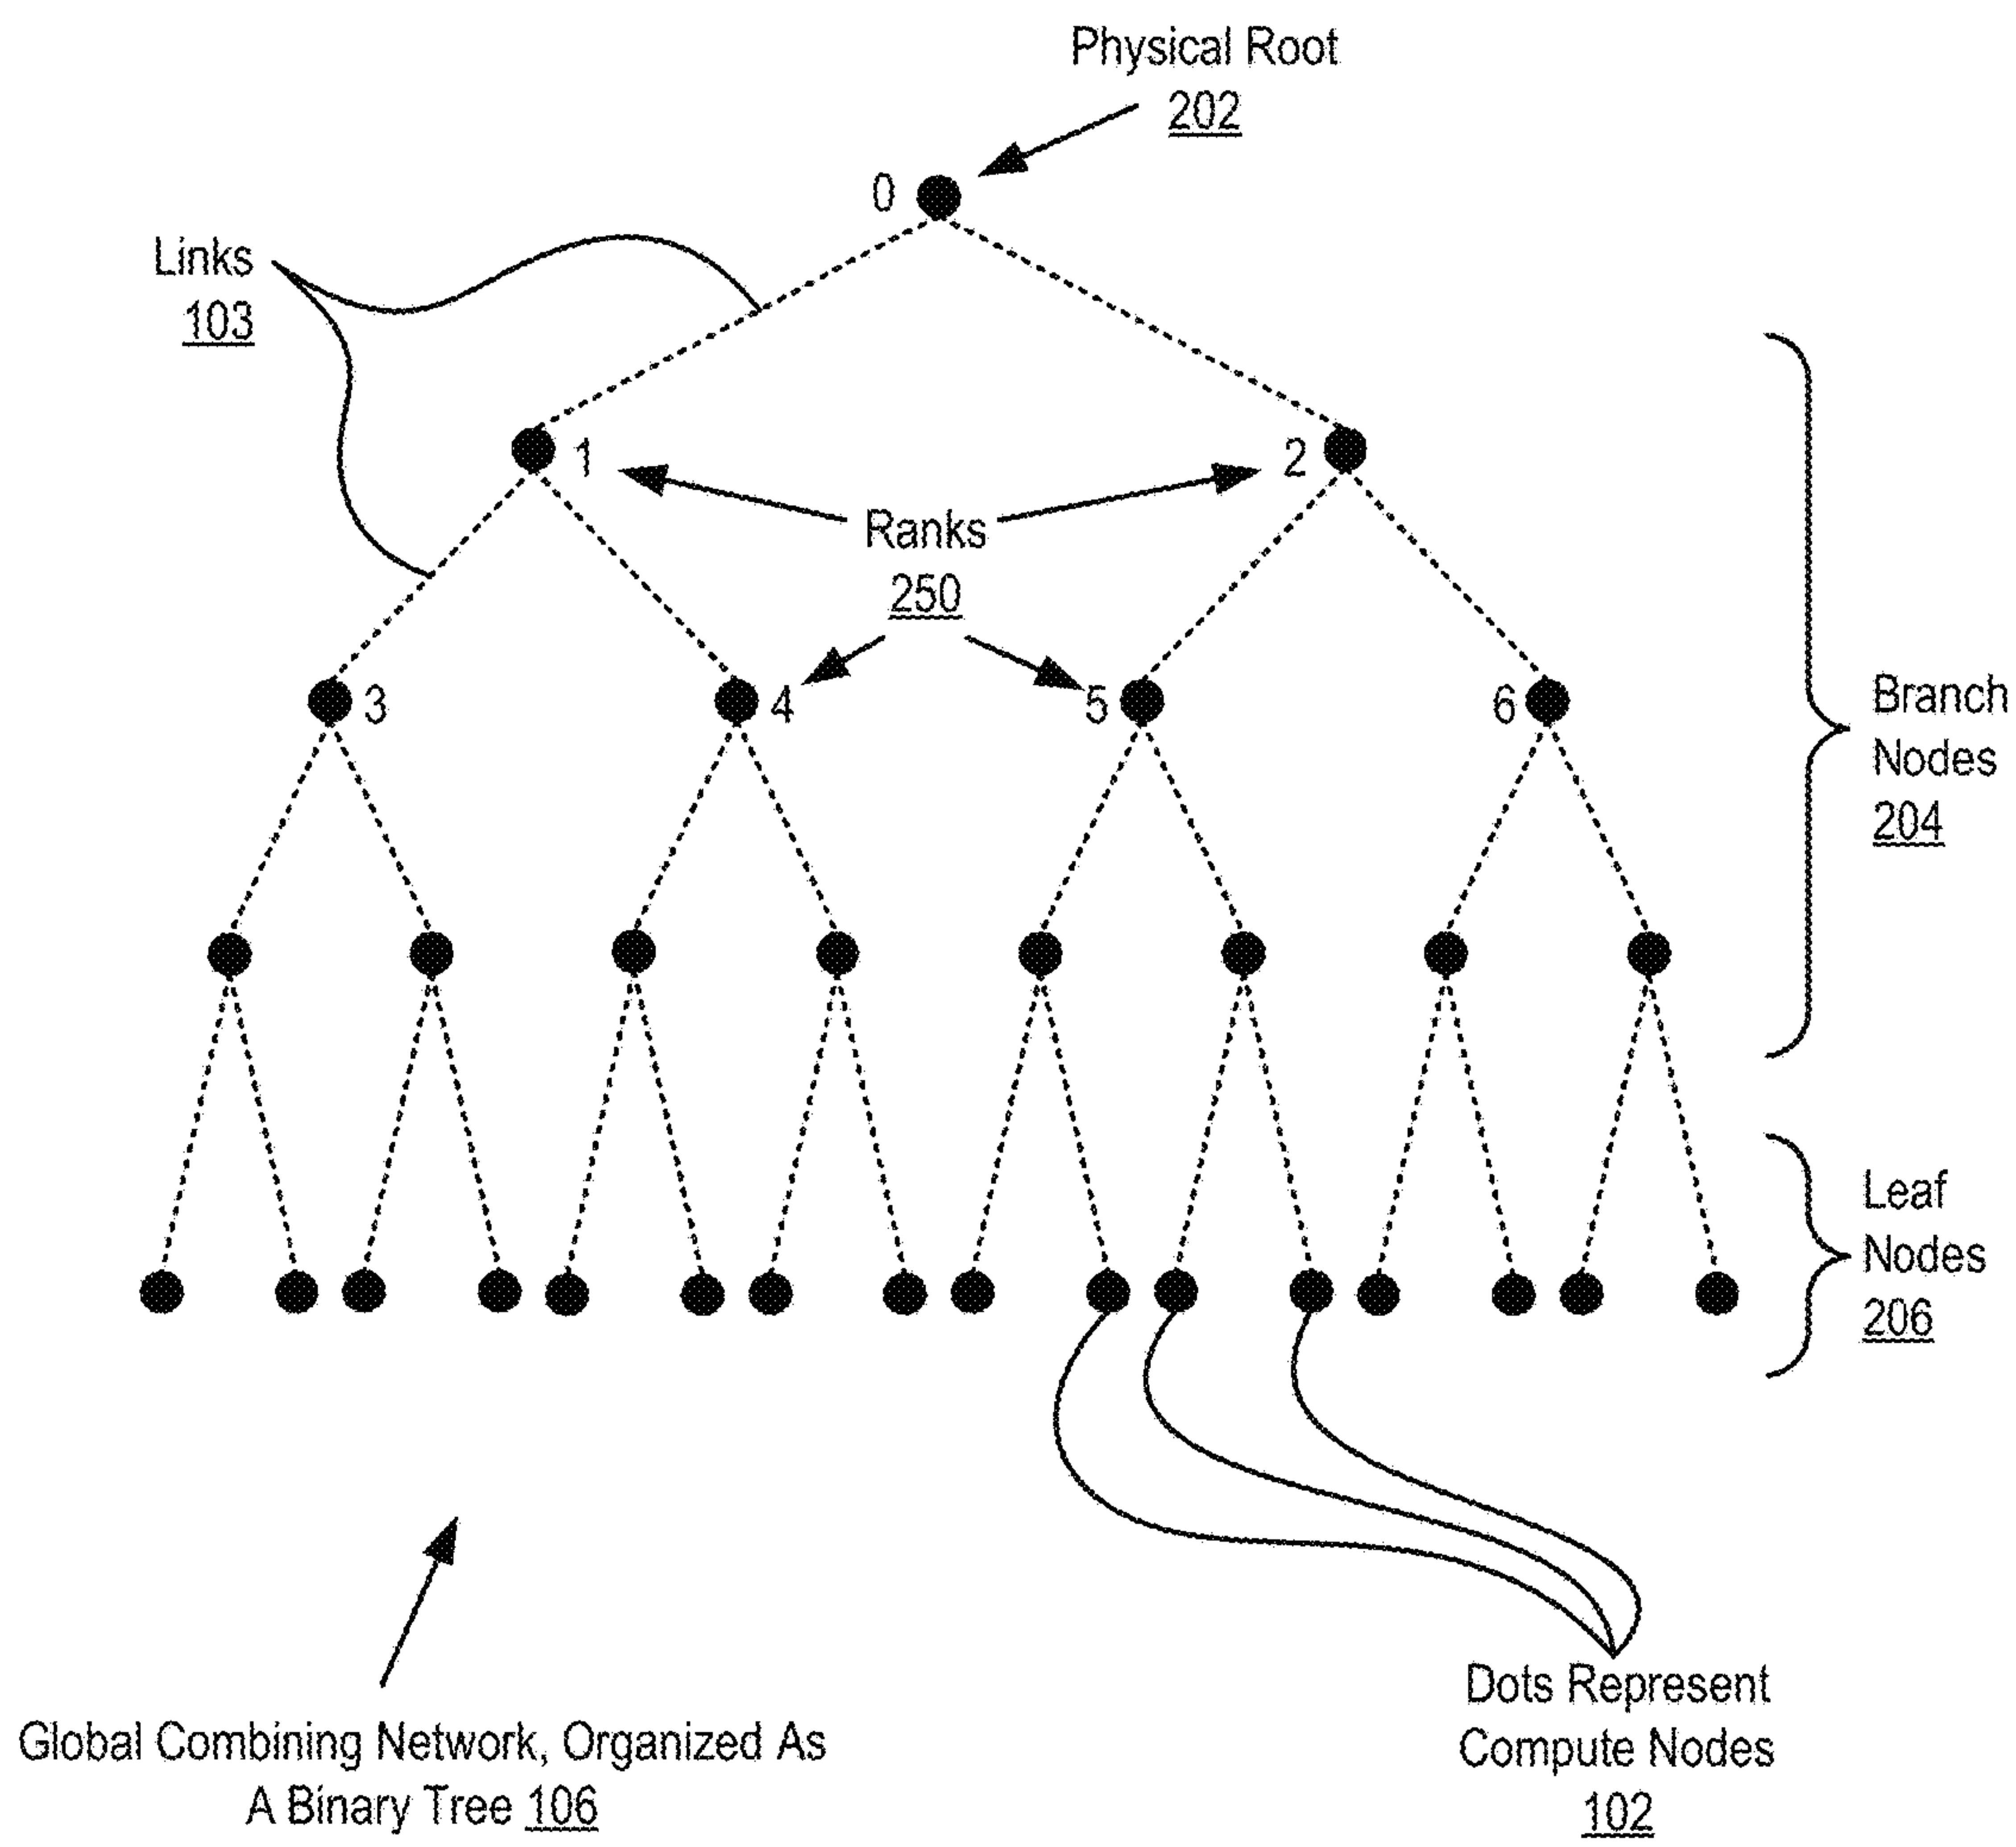 Physical Root
202
0
Links
103
1
2
Ranks
250
3
4
5
6
Branch
Nodes
204
Leaf
Nodes
206
Dots Represent
Compute Nodes
102
Global Combining Network, Organized As
A Binary Tree 106